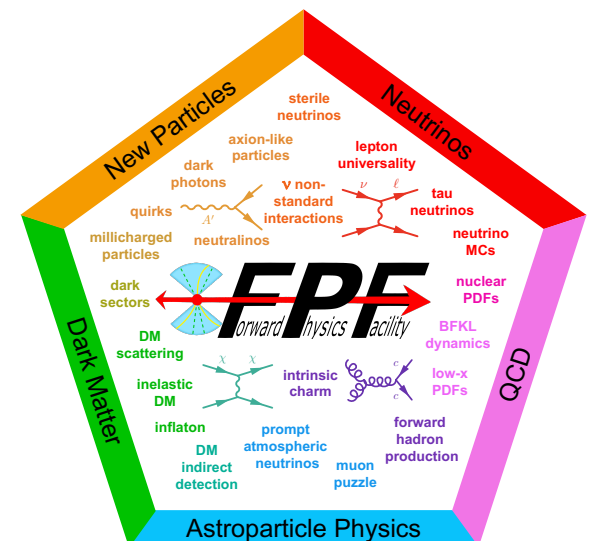 New Particles
Neutrinos
sterile
neutrinos
axion-like
particles
lepton
universality
dark
photons
ν non-
standard
interactions
ν
ℓ
tau
neutrinos
quirks
A′
neutralinos
millicharged
particles
neutrino
MCs
dark
sectors
FPF
Forward Physics Facility
nuclear
PDFs
BFKL
dynamics
DM
scattering
χ χ
inelastic
DM
intrinsic
charm
c
c
low-x
PDFs
inflaton
DM
indirect
detection
prompt
atmospheric
neutrinos
muon
puzzle
forward
hadron
production
Dark Matter
QCD
Astroparticle Physics